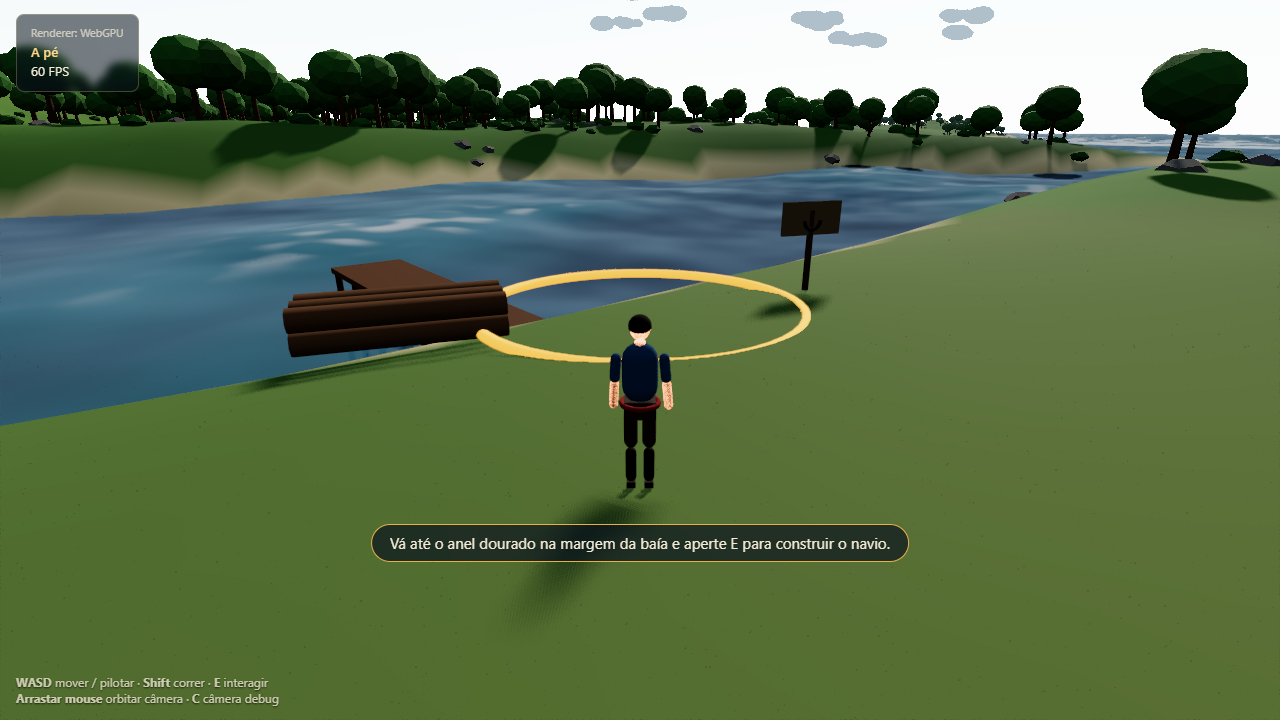 Renderer: WebGPU
A pé
60 FPS
Vá até o anel dourado na margem da baía e aperte E para construir o navio.
WASD mover / pilotar · Shift correr · E interagir
Arrastar mouse orbitar câmera · C câmera debug